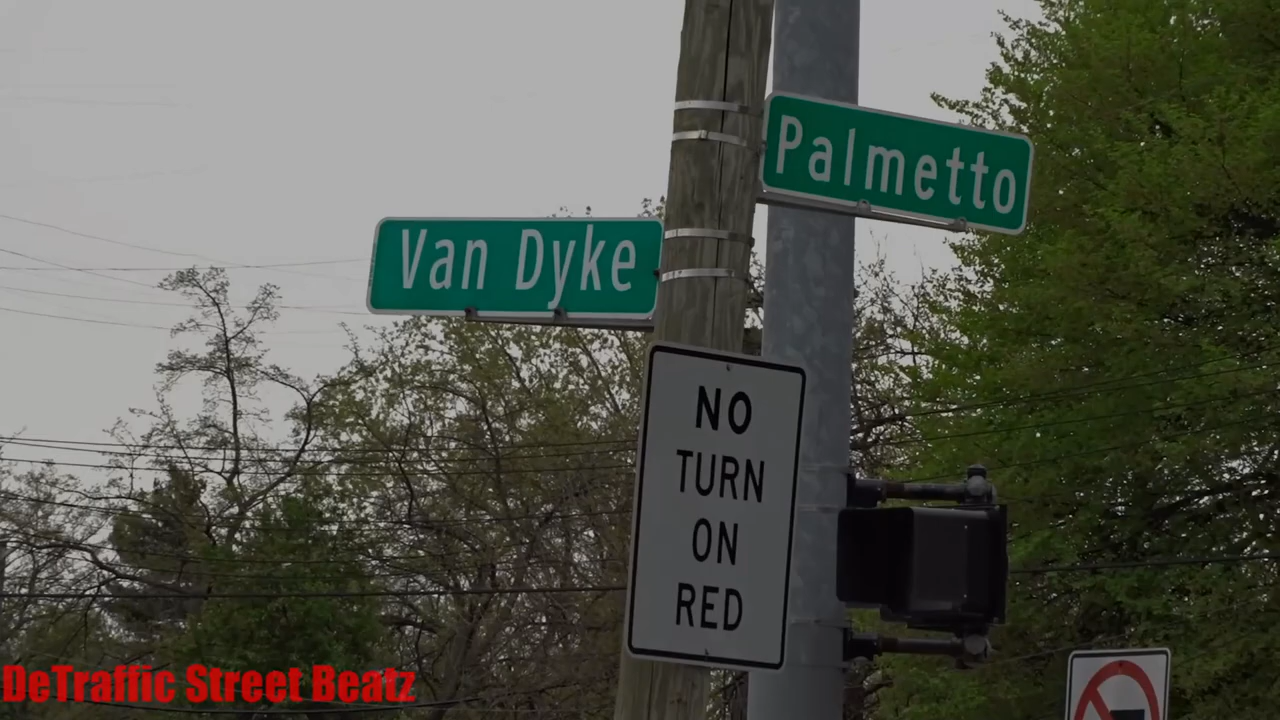 Palmetto
Van Dyke
NO
TURN
ON
RED
DeTraffic Street Beatz